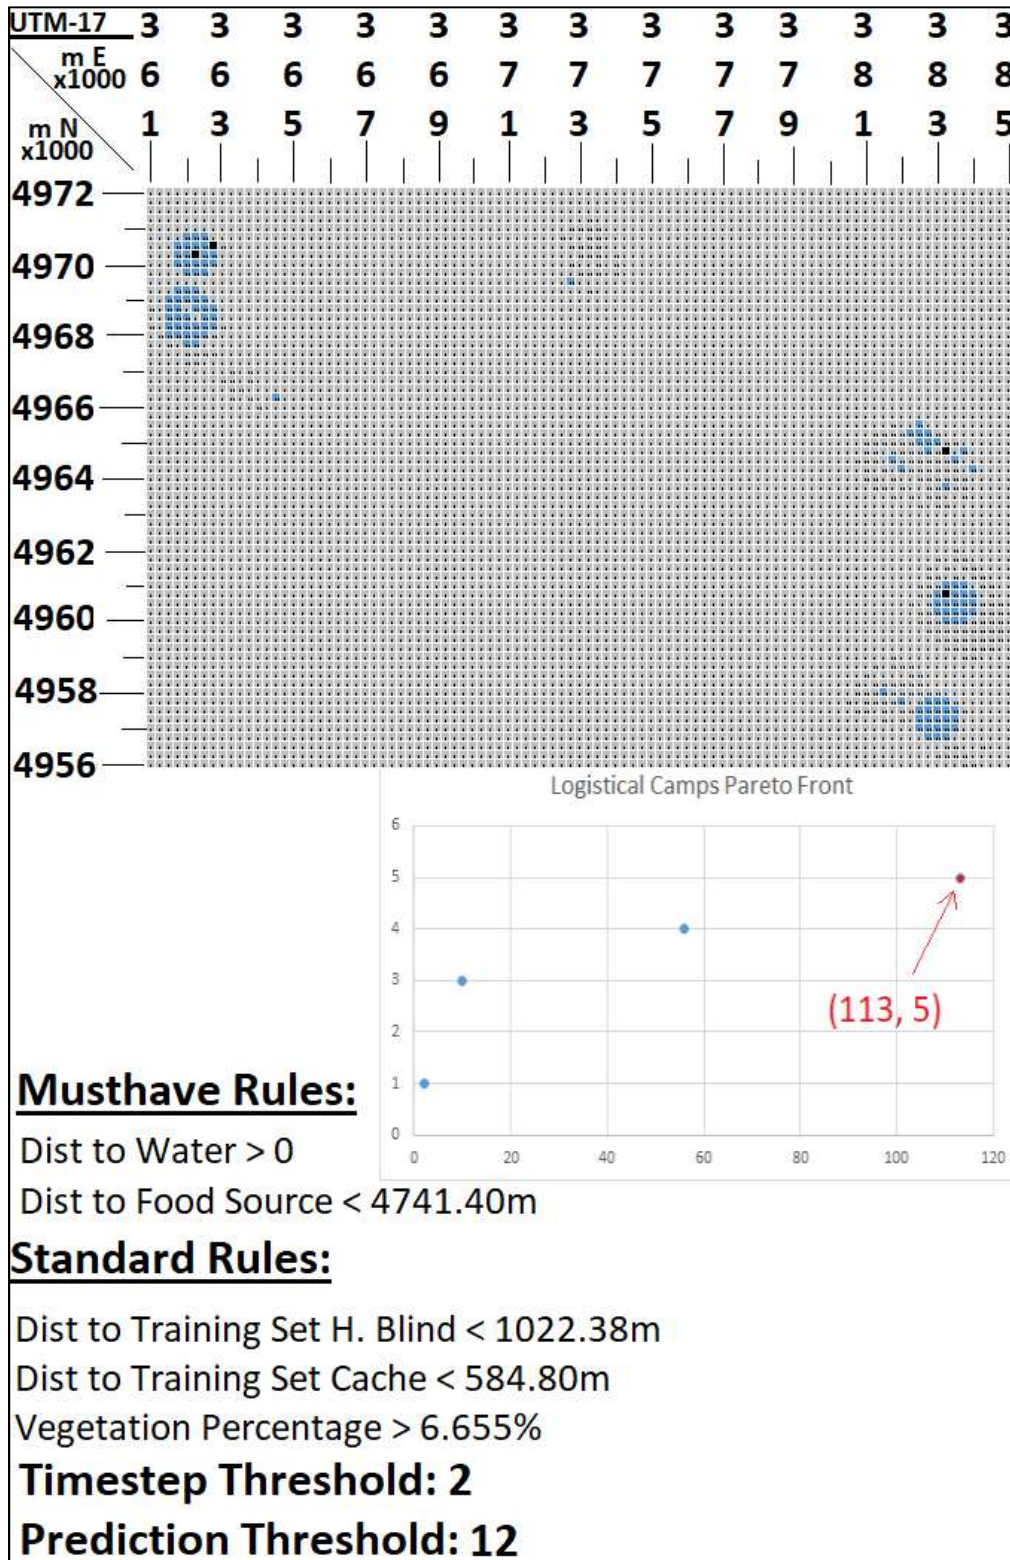 UTM-17 3 3 3 3 3 3 3 3 3 3 3 3 3
m E
x1000 6 6 6 6 6 7 7 7 7 7 8 8 8
m N
x1000 1 3 5 7 9 1 3 5 7 9 1 3 5
4972
4970
4968
4966
4964
4962
4960
4958
4956
Logistical Camps Pareto Front
6
5
4
3
2
1
0
0 20 40 60 80 100 120
(113, 5)
Musthave Rules:
Dist to Water > 0
Dist to Food Source < 4741.40m
Standard Rules:
Dist to Training Set H. Blind < 1022.38m
Dist to Training Set Cache < 584.80m
Vegetation Percentage > 6.655%
Timestep Threshold: 2
Prediction Threshold: 12